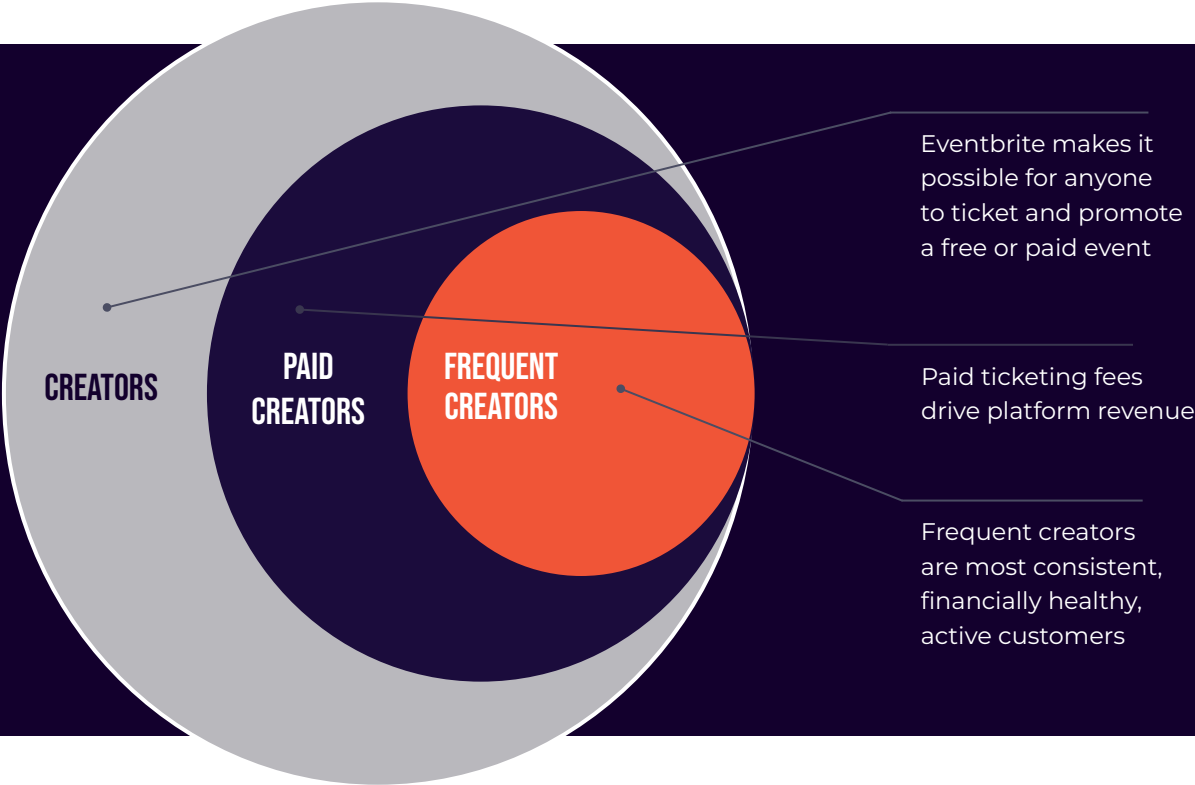 CREATORS
PAID
CREATORS
FREQUENT
CREATORS
Eventbrite makes it
possible for anyone
to ticket and promote
a free or paid event
Paid ticketing fees
drive platform revenue
Frequent creators
are most consistent,
financially healthy,
active customers